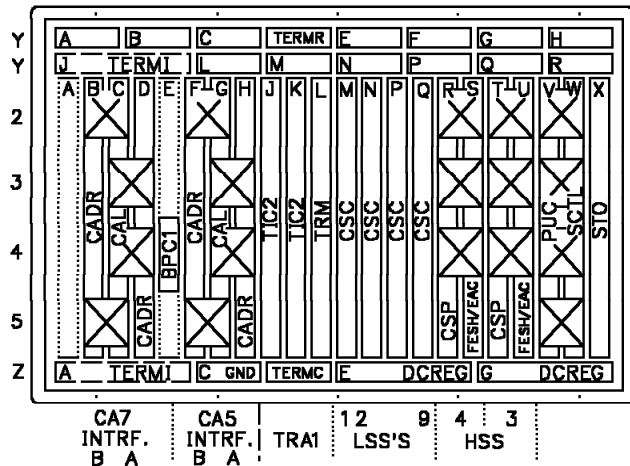 Y A B C TERMR E F G H
Y J TERMI L M N P Q R
A B C D E F G H J K L M N P Q R S T U V W X
2
3
4
5
CADR CAL CADR BPC1 CADR CAL CADR TIC2 TIC2 TRM CSC CSC CSC CSC CSP FESH/EAC CSP FESH/EAC PUC SCTL STO
Z A TERMI C GND TERMC E DCREG G DCREG
CA7 CA5 12 9 4 3
INTRF. INTRF. TRA1 LSS'S HSS
B A B A